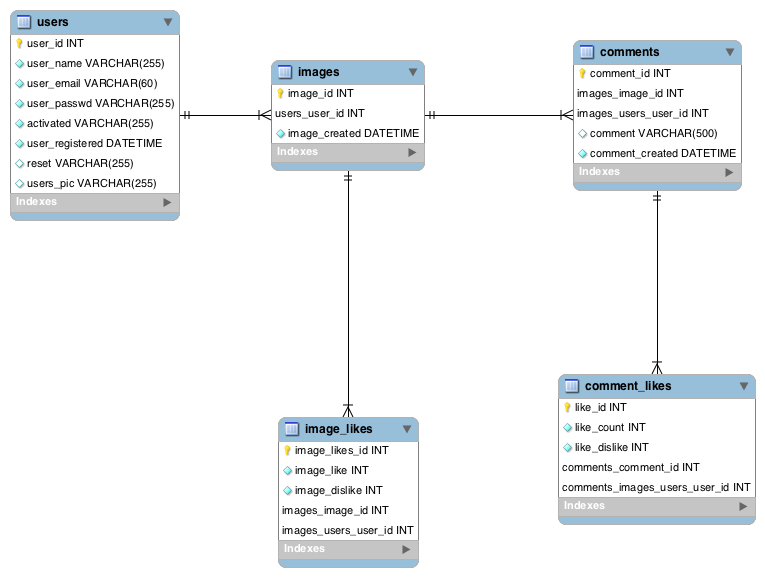 users
user_id INT
user_name VARCHAR(255)
user_email VARCHAR(60)
user_passwd VARCHAR(255)
activated VARCHAR(255)
user_registered DATETIME
reset VARCHAR(255)
users_pic VARCHAR(255)
Indexes
images
image_id INT
users_user_id INT
image_created DATETIME
Indexes
comments
comment_id INT
images_image_id INT
images_users_user_id INT
comment VARCHAR(500)
comment_created DATETIME
Indexes
image_likes
image_likes_id INT
image_like INT
image_dislike INT
images_image_id INT
images_users_user_id INT
Indexes
comment_likes
like_id INT
like_count INT
like_dislike INT
comments_comment_id INT
comments_images_users_user_id INT
Indexes